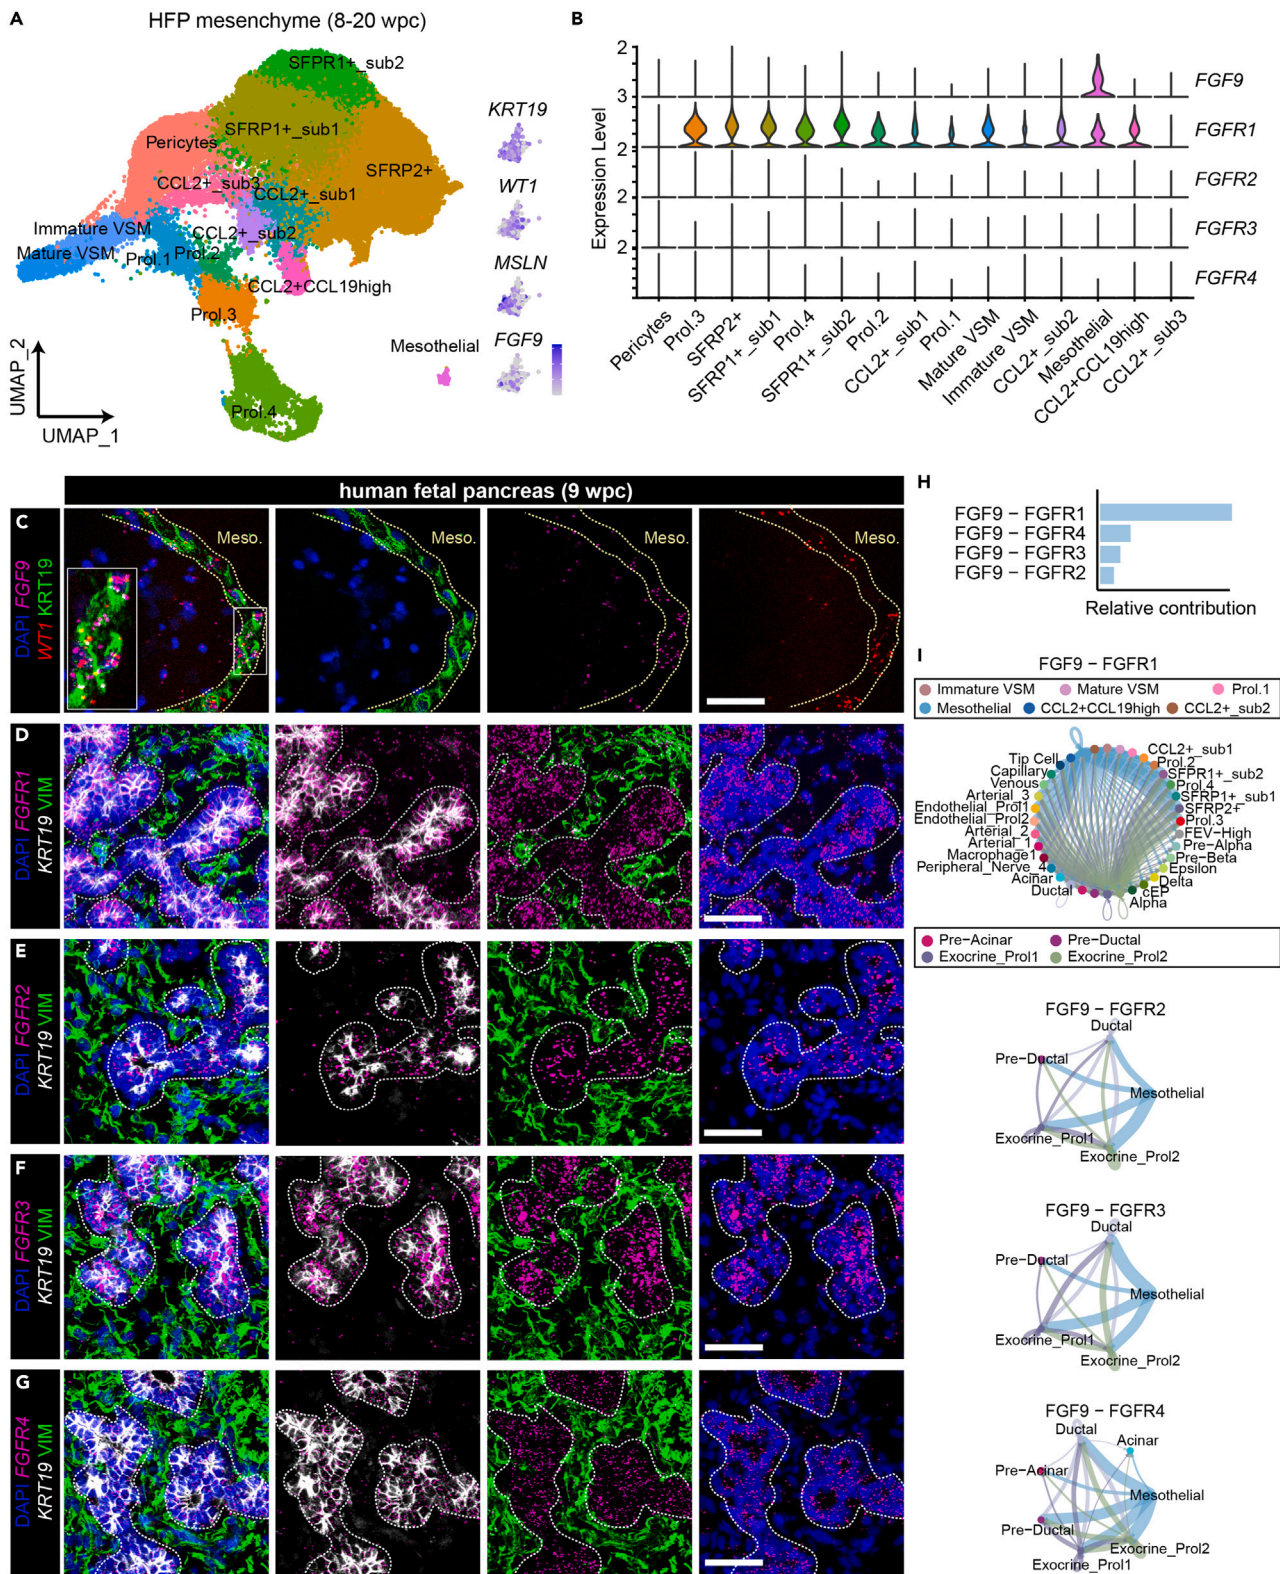 A
HFP mesenchyme (8-20 wpc)
SFPR1+_sub2
SFRP1+_sub1
Pericytes
SFRP2+
CCL2+_sub3
CCL2+_sub1
Immature VSM
CCL2+_sub2
Mature VSM
Prol.1
Prol.2
CCL2+CCL19high
Prol.3
Mesothelial
Prol.4
UMAP_2
UMAP_1
KRT19
WT1
MSLN
FGF9
B
Expression Level
2
3
2
2
2
FGF9
FGFR1
FGFR2
FGFR3
FGFR4
Pericytes
Prol.3
SFRP2+
SFRP1+_sub1
Prol.4
SFPR1+_sub2
Prol.2
CCL2+_sub1
Prol.1
Mature VSM
Immature VSM
CCL2+_sub2
Mesothelial
CCL2+CCL19high
CCL2+_sub3
human fetal pancreas (9 wpc)
C
DAPI FGF9
WT1 KRT19
Meso.
Meso.
Meso.
Meso.
D
DAPI FGFR1
KRT19 VIM
E
DAPI FGFR2
KRT19 VIM
F
DAPI FGFR3
KRT19 VIM
G
DAPI FGFR4
KRT19 VIM
H
FGF9 − FGFR1
FGF9 − FGFR4
FGF9 − FGFR3
FGF9 − FGFR2
Relative contribution
I
FGF9 − FGFR1
Immature VSM Mature VSM Prol.1
Mesothelial CCL2+CCL19high CCL2+_sub2
CCL2+_sub1
Prol.2
SFPR1+_sub2
Prol.4
SFRP1+_sub1
SFRP2+
Prol.3
FEV−High
Pre−Alpha
Pre−Beta
Epsilon
Delta
cEP
Alpha
Tip Cell
Capillary
Venous
Arterial_3
Endothelial_Prol1
Endothelial_Prol2
Arterial_2
Arterial_1
Macrophage1
Peripheral_Nerve_4
Acinar
Ductal
Pre−Acinar Pre−Ductal
Exocrine_Prol1 Exocrine_Prol2
FGF9 − FGFR2
Ductal
Pre−Ductal
Mesothelial
Exocrine_Prol1
Exocrine_Prol2
FGF9 − FGFR3
Ductal
Pre−Ductal
Mesothelial
Exocrine_Prol1
Exocrine_Prol2
FGF9 − FGFR4
Ductal
Acinar
Pre−Acinar
Mesothelial
Pre−Ductal
Exocrine_Prol2
Exocrine_Prol1